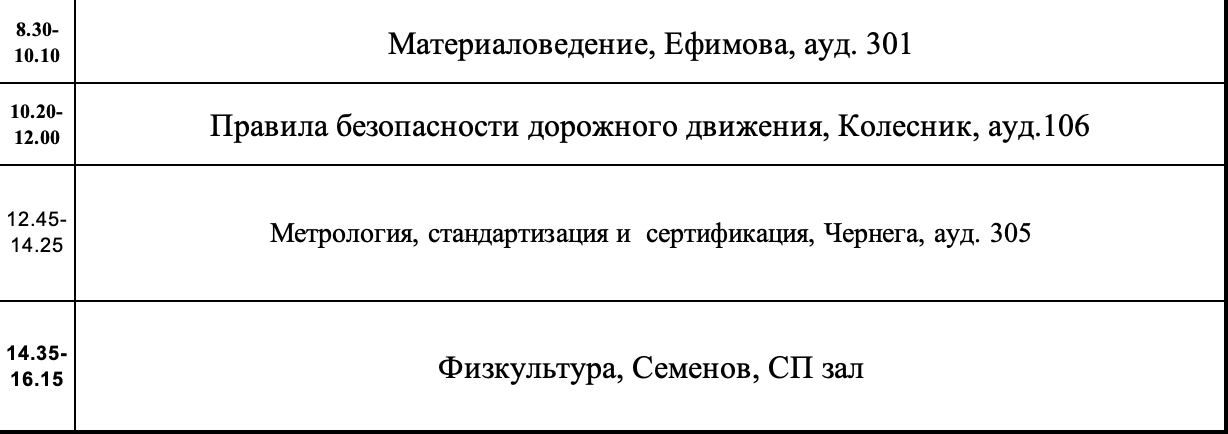 8.30-
10.10
Материаловедение, Ефимова, ауд. 301
10.20-
12.00
Правила безопасности дорожного движения, Колесник, ауд.106
12.45-
14.25
Метрология, стандартизация и  сертификация, Чернега, ауд. 305
14.35-
16.15
Физкультура, Семенов, СП зал